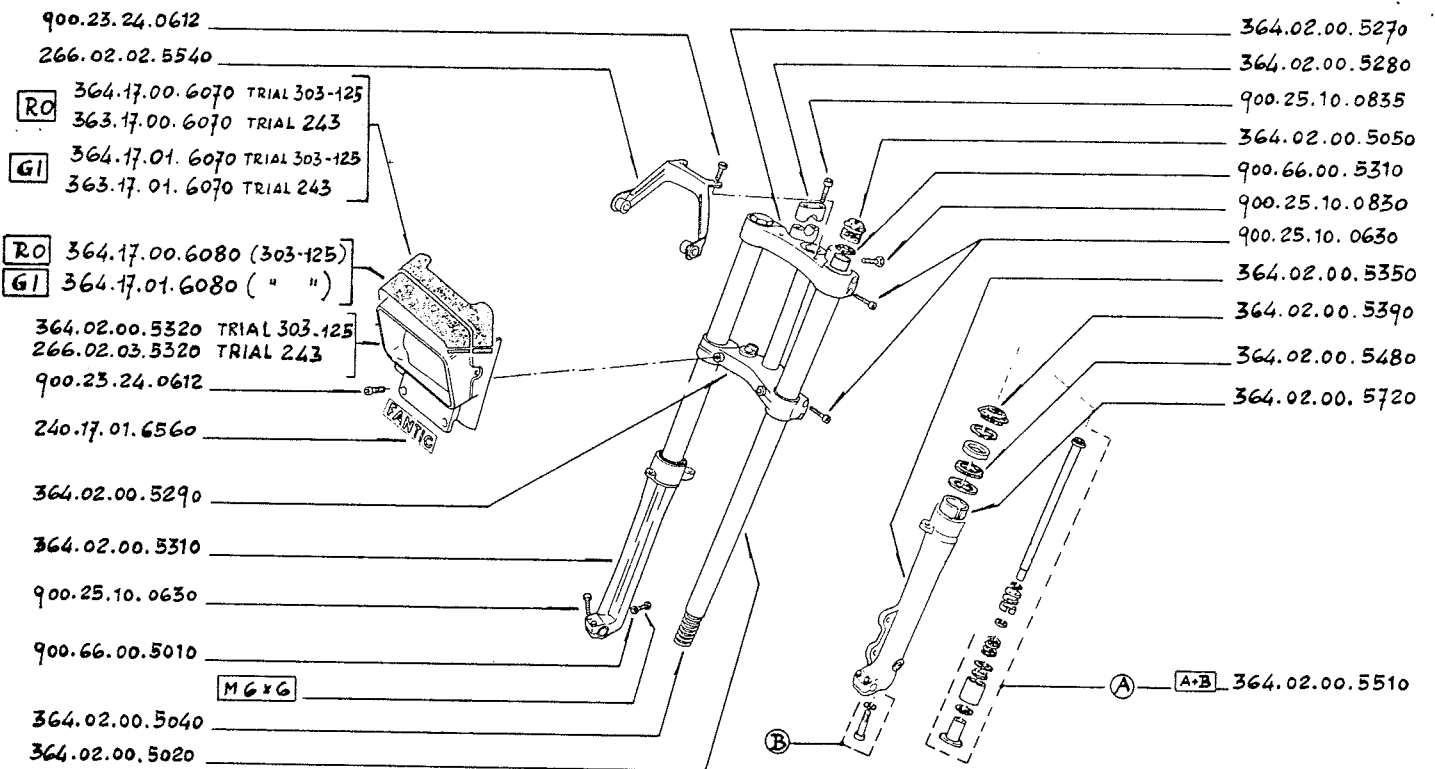 900.23.24.0612
266.02.02.5540
RO
364.17.00.6070 TRIAL 303-125
363.17.00.6070 TRIAL 243
GI
364.17.01.6070 TRIAL 303-125
363.17.01.6070 TRIAL 243
RO 364.17.00.6080 (303-125)
GI 364.17.01.6080 ( " " )
364.02.00.5320 TRIAL 303-125
266.02.03.5320 TRIAL 243
900.23.24.0612
FANTIC
240.17.01.6560
364.02.00.5290
364.02.00.5310
900.25.10.0630
900.66.00.5010
M6x6
364.02.00.5040
364.02.00.5020
364.02.00.5270
364.02.00.5280
900.25.10.0835
364.02.00.5050
900.66.00.5310
900.25.10.0830
900.25.10.0630
364.02.00.5350
364.02.00.5390
364.02.00.5480
364.02.00.5720
A A+B 364.02.00.5510
B